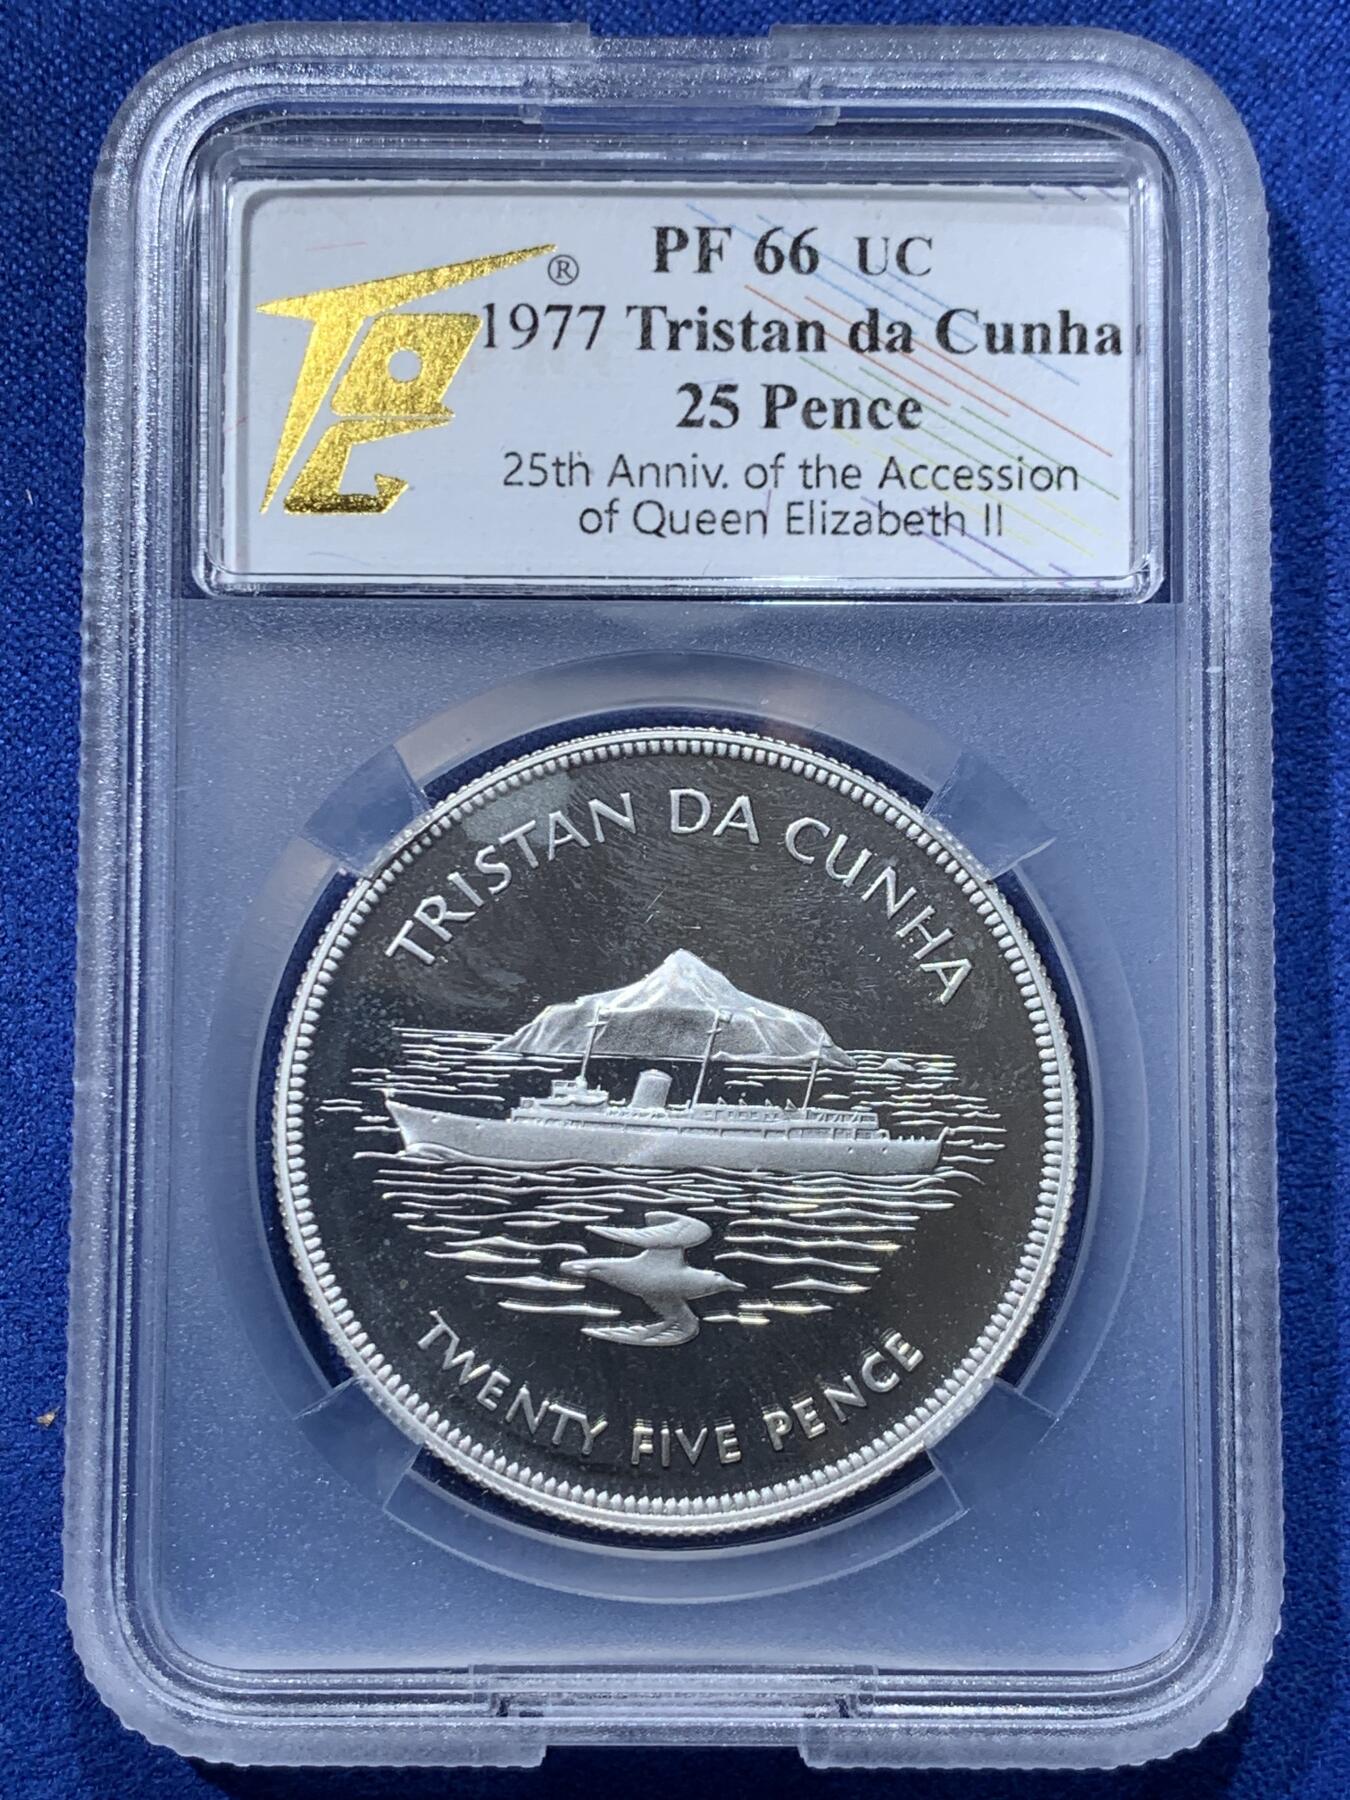 ®
PF 66 UC
1977 Tristan da Cunha
25 Pence
25th Anniv. of the Accession
of Queen Elizabeth II
TRISTAN DA CUNHA
TWENTY FIVE PENCE